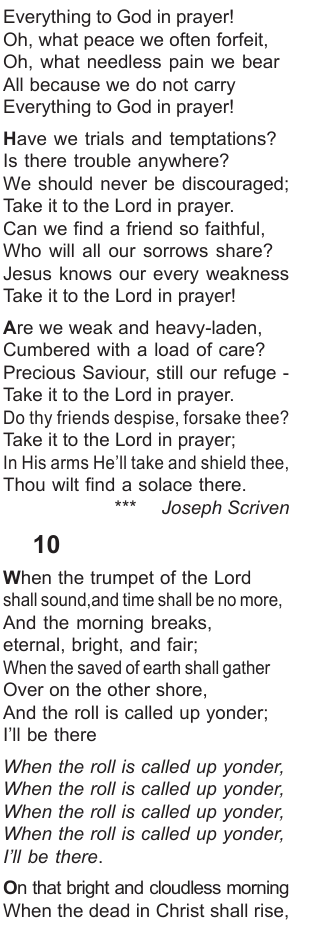 Everything to God in prayer!
Oh, what peace we often forfeit,
Oh, what needless pain we bear
All because we do not carry
Everything to God in prayer!
Have we trials and temptations?
Is there trouble anywhere?
We should never be discouraged;
Take it to the Lord in prayer.
Can we find a friend so faithful,
Who will all our sorrows share?
Jesus knows our every weakness
Take it to the Lord in prayer!
Are we weak and heavy-laden,
Cumbered with a load of care?
Precious Saviour, still our refuge -
Take it to the Lord in prayer.
Do thy friends despise, forsake thee?
Take it to the Lord in prayer;
In His arms He'll take and shield thee,
Thou wilt find a solace there.
*** Joseph Scriven
10
When the trumpet of the Lord
shall sound,and time shall be no more,
And the morning breaks,
eternal, bright, and fair;
When the saved of earth shall gather
Over on the other shore,
And the roll is called up yonder;
I'll be there
When the roll is called up yonder,
When the roll is called up yonder,
When the roll is called up yonder,
When the roll is called up yonder,
I'll be there.
On that bright and cloudless morning
When the dead in Christ shall rise,